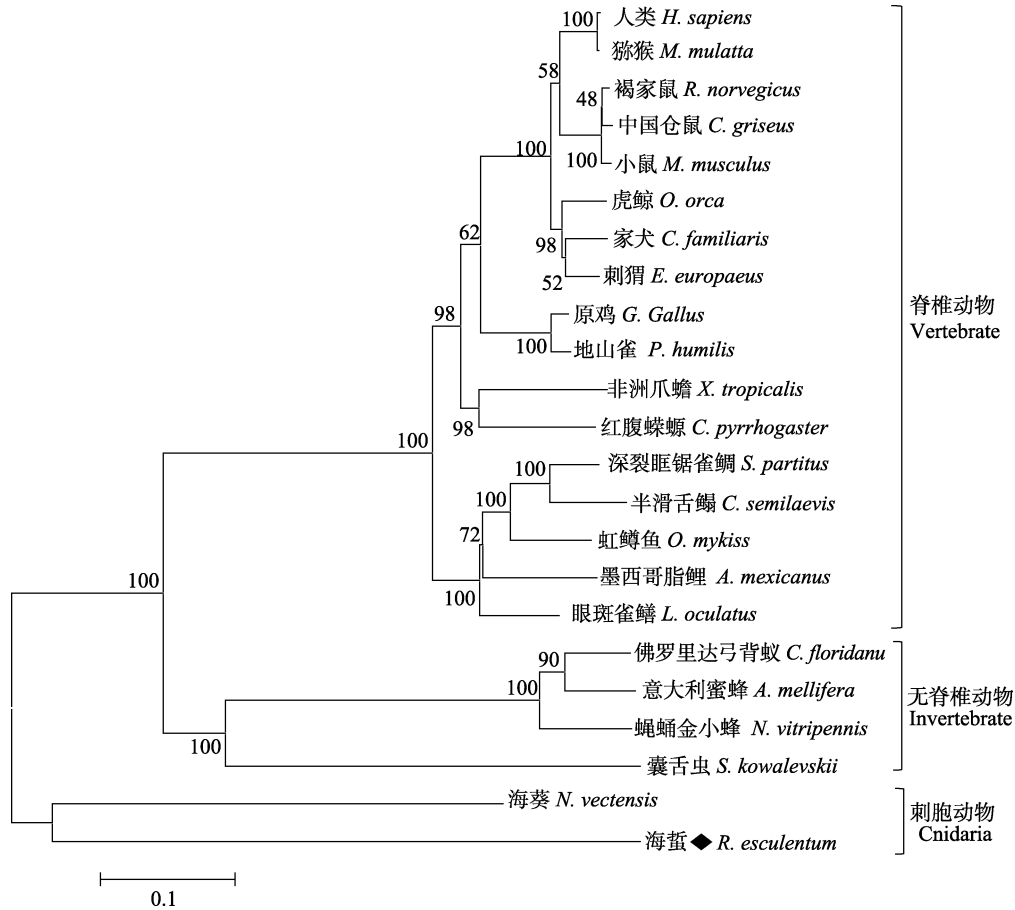 100 人类 H. sapiens
猕猴 M. mulatta
58
褐家鼠 R. norvegicus
48
中国仓鼠 C. griseus
100
100 小鼠 M. musculus
虎鲸 O. orca
62
家犬 C. familiaris
98
刺猬 E. europaeus
52
脊椎动物
Vertebrate
98
原鸡 G. Gallus
100 地山雀 P. humilis
非洲爪蟾 X. tropicalis
98 红腹蝾螈 C. pyrrhogaster
100
深裂眶锯雀鲷 S. partitus
100
100
半滑舌鳎 C. semilaevis
72
虹鳟鱼 O. mykiss
100
墨西哥脂鲤 A. mexicanus
100
眼斑雀鳝 L. oculatus
佛罗里达弓背蚁 C. floridanu
90
100
意大利蜜蜂 A. mellifera
无脊椎动物
Invertebrate
蝇蛹金小蜂 N. vitripennis
100
囊舌虫 S. kowalevskii
海葵 N. vectensis
刺胞动物
Cnidaria
海蜇◆ R. esculentum
0.1